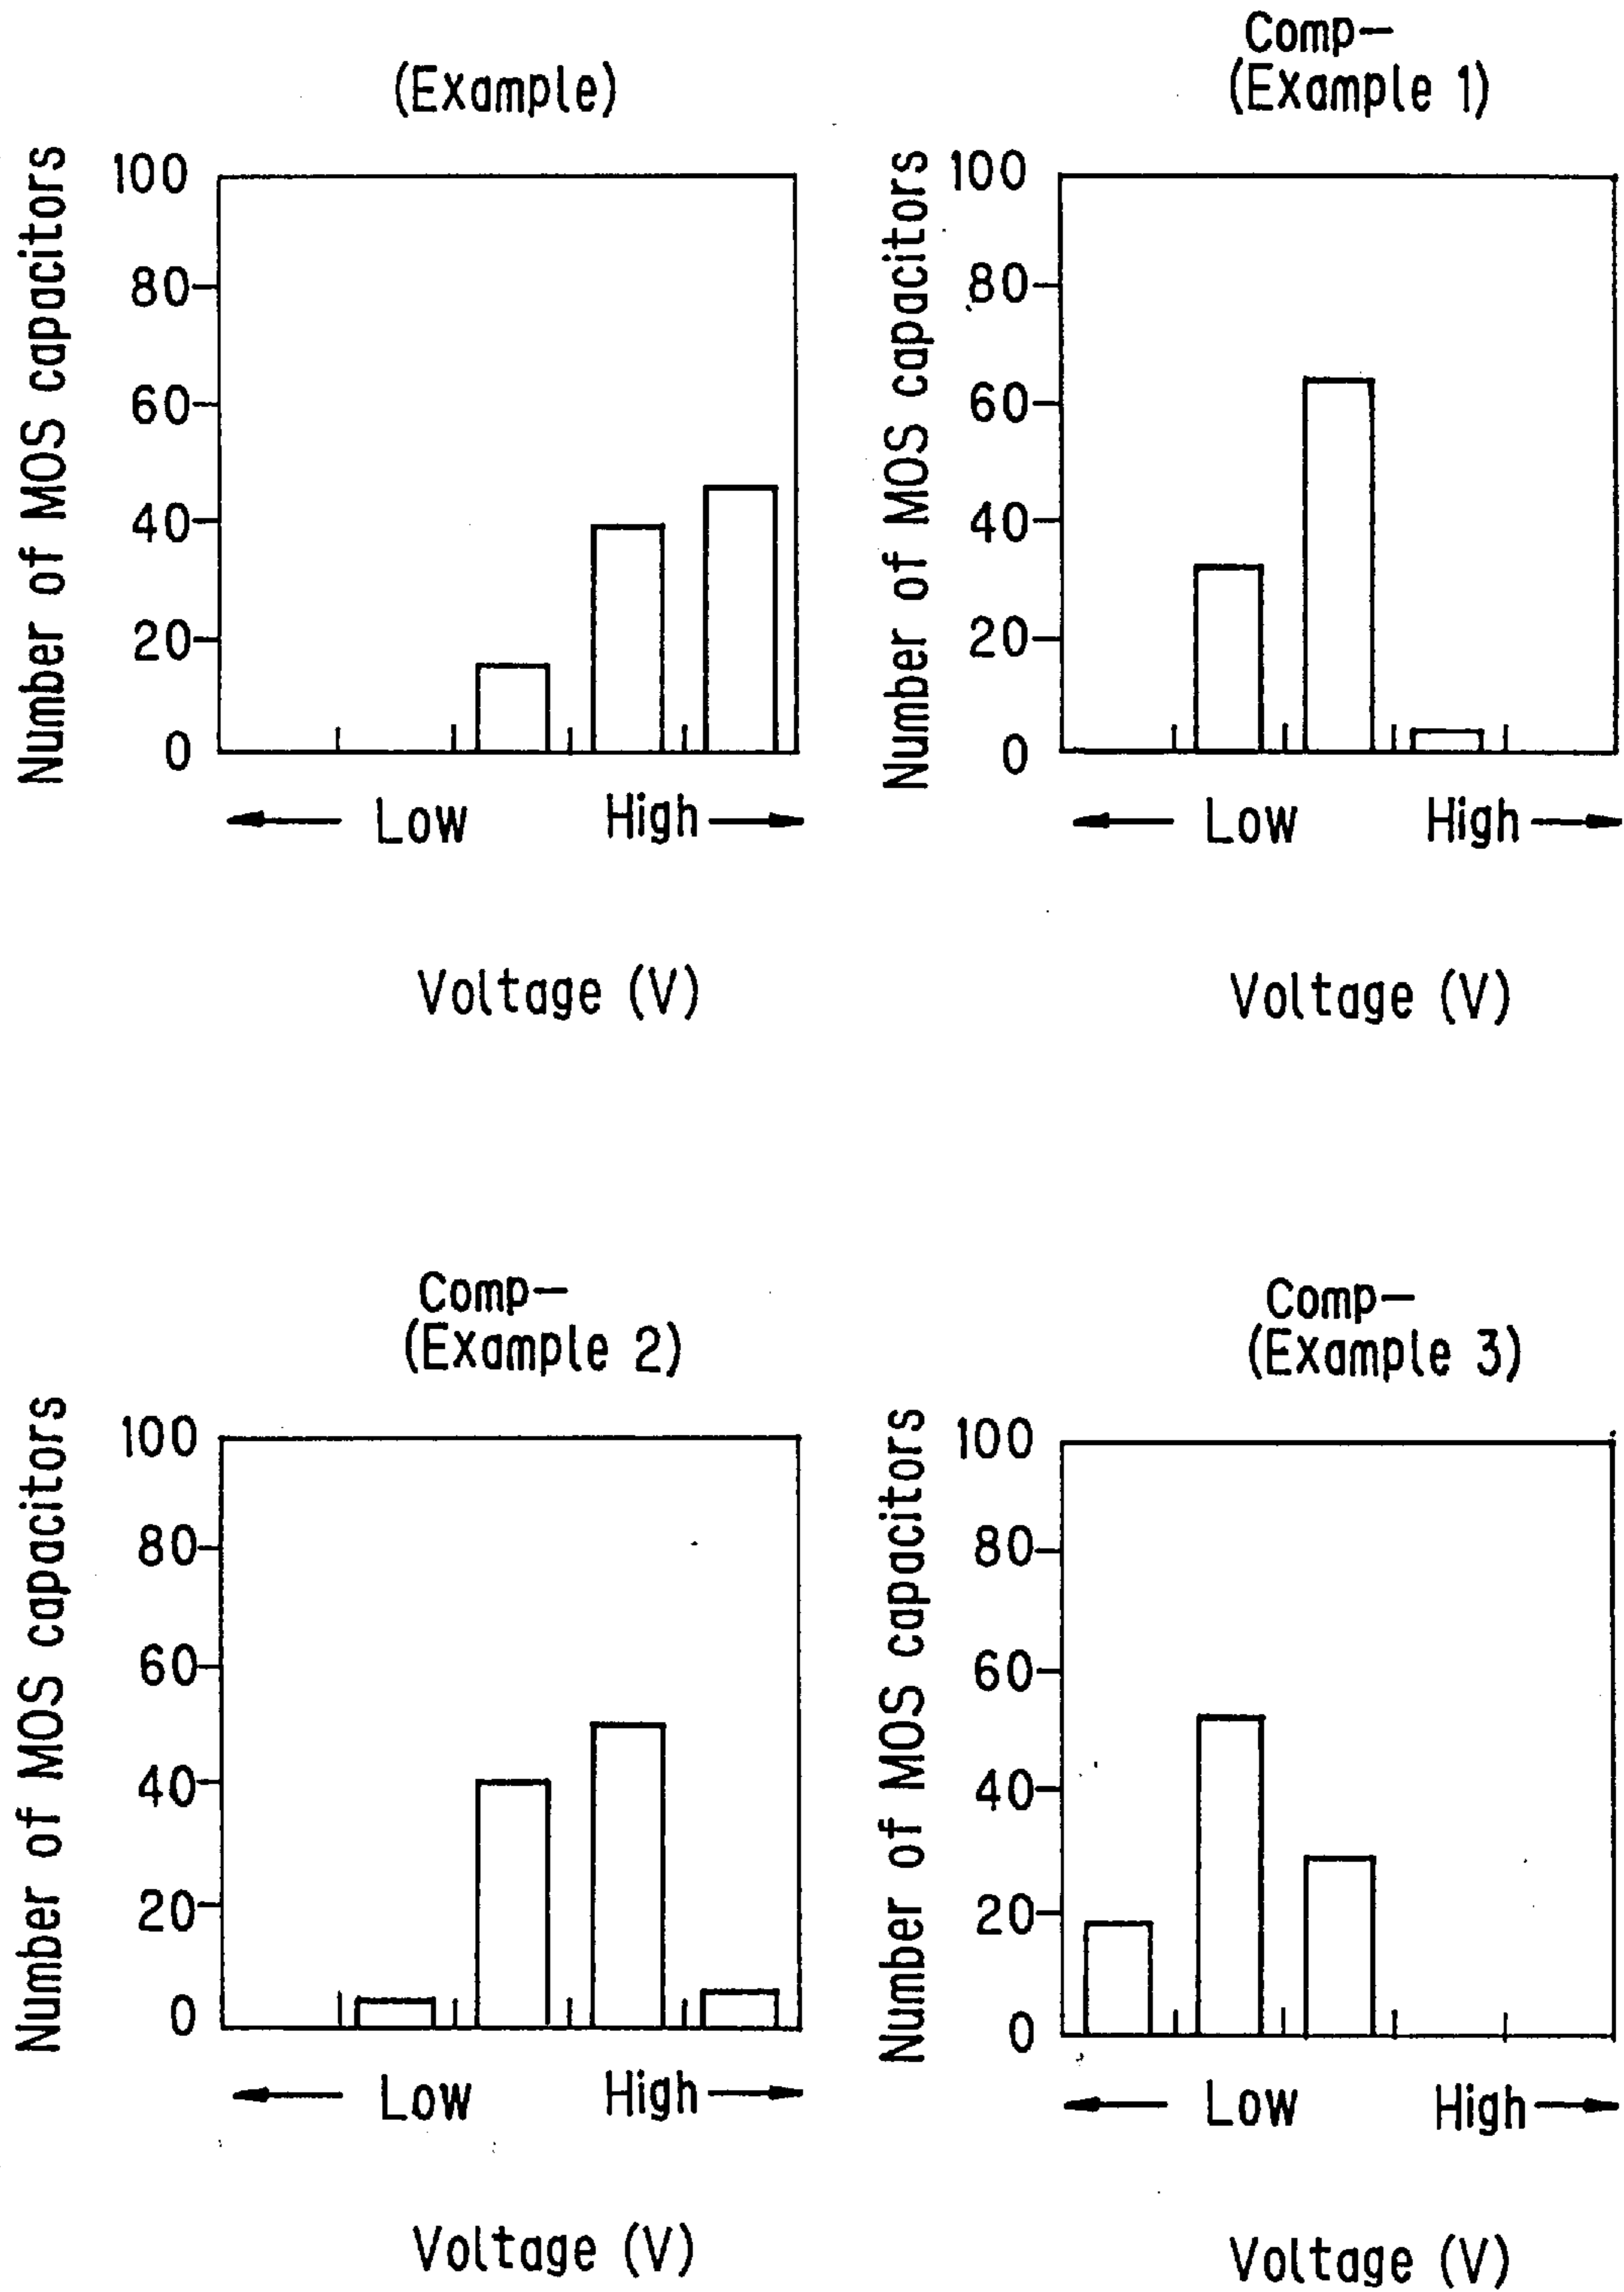 (Example)
Number of MOS capacitors
100
80
60
40
20
0
Low High
Voltage (V)
Comp-
(Example 1)
Number of MOS capacitors
100
80
60
40
20
0
Low High
Voltage (V)
Comp-
(Example 2)
Number of MOS capacitors
100
80
60
40
20
0
Low High
Voltage (V)
Comp-
(Example 3)
Number of MOS capacitors
100
80
60
40
20
0
Low High
Voltage (V)